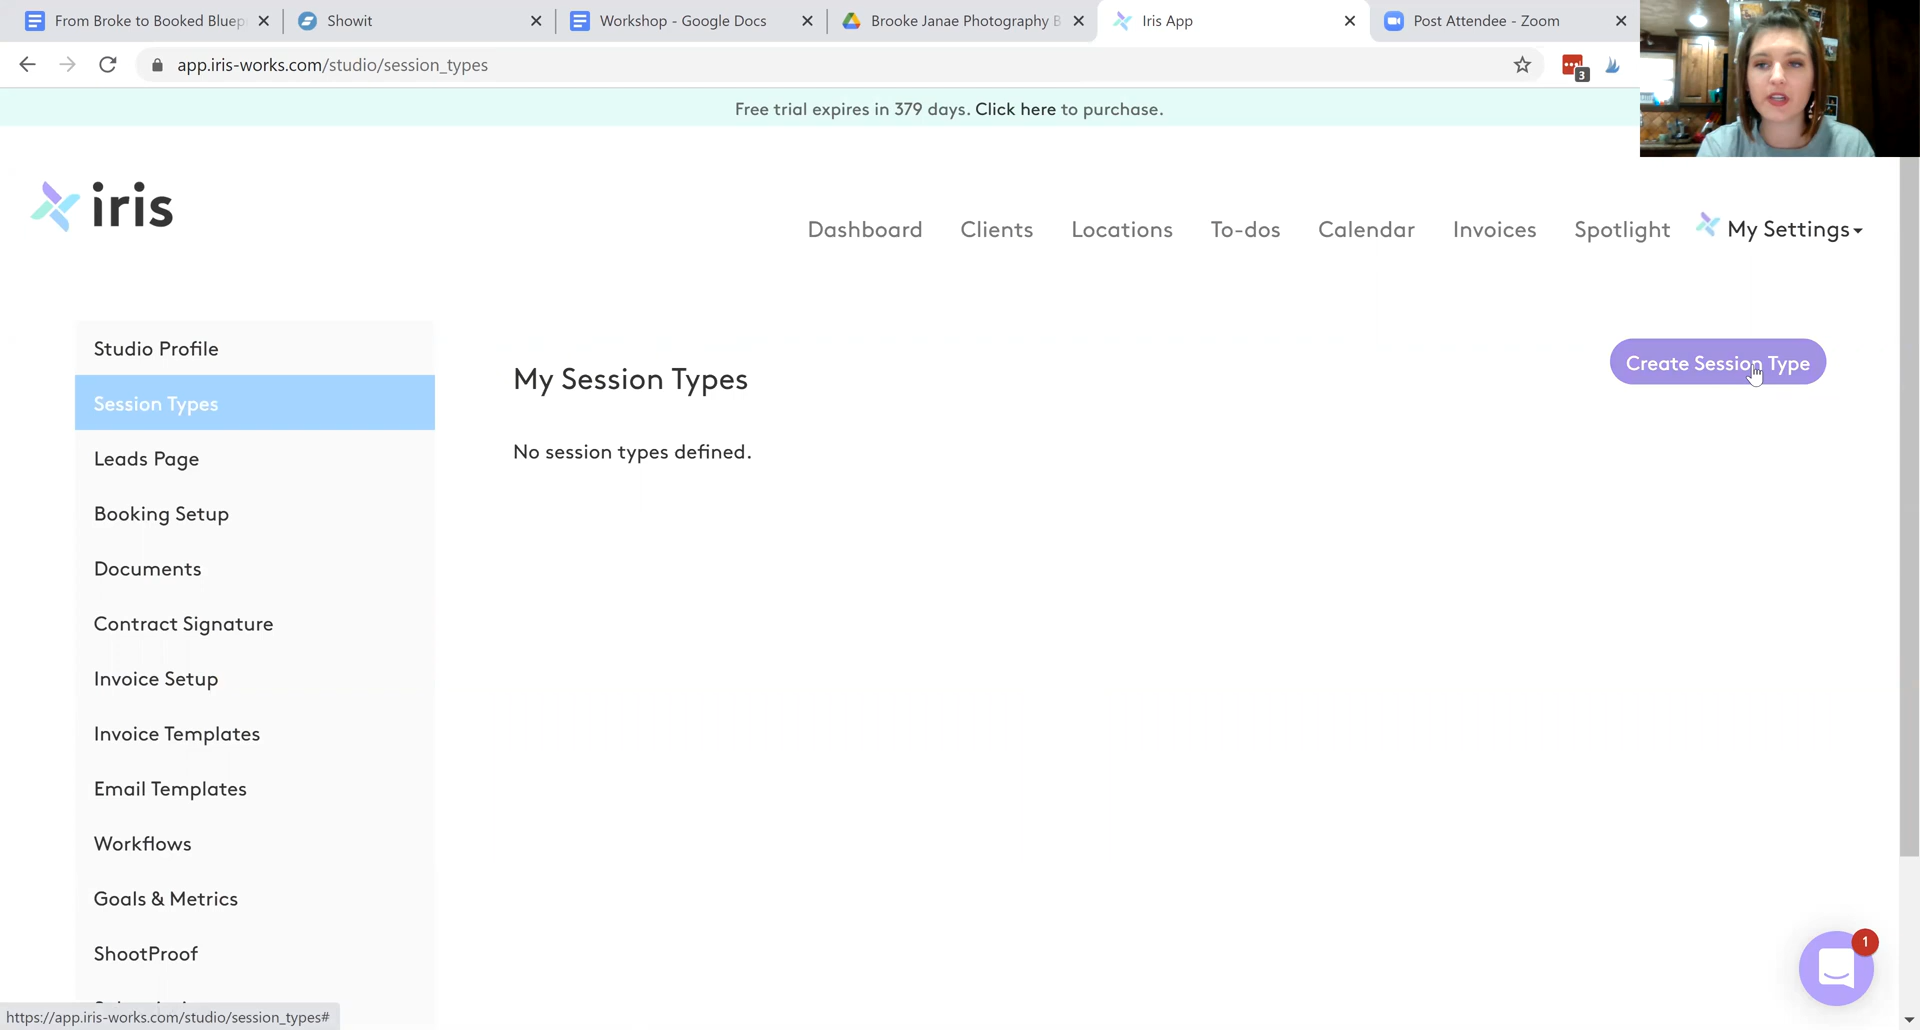 From Broke to Booked Bluep
Showit
Workshop - Google Docs
Brooke Janae Photography B
Iris App
Post Attendee - Zoom
app.iris-works.com/studio/session_types
3
Free trial expires in 379 days. Click here to purchase.
iris
Dashboard
Clients
Locations
To-dos
Calendar
Invoices
Spotlight
My Settings
Studio Profile
Session Types
Leads Page
Booking Setup
Documents
Contract Signature
Invoice Setup
Invoice Templates
Email Templates
Workflows
Goals & Metrics
ShootProof
My Session Types
Create Session Type
No session types defined.
1
https://app.iris-works.com/studio/session_types#